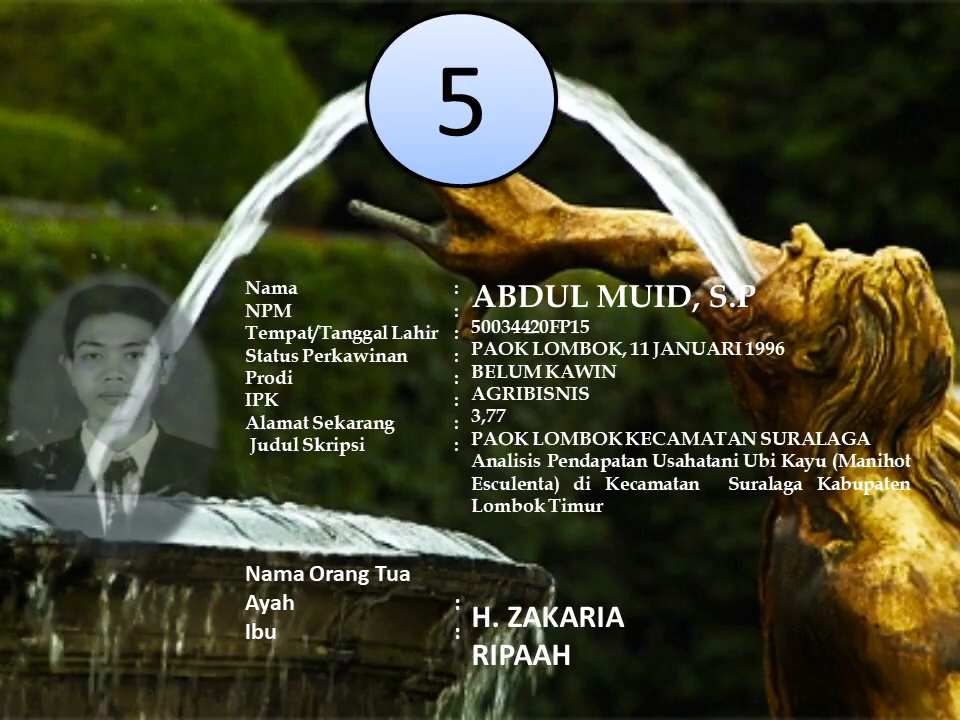 5
Nama : ABDUL MUID, S.P
NPM : 50034420FP15
Tempat/Tanggal Lahir : PAOK LOMBOK, 11 JANUARI 1996
Status Perkawinan : BELUM KAWIN
Prodi : AGRIBISNIS
IPK : 3,77
Alamat Sekarang : PAOK LOMBOK KECAMATAN SURALAGA
Judul Skripsi : Analisis Pendapatan Usahatani Ubi Kayu (Manihot
Esculenta) di Kecamatan Suralaga Kabupaten
Lombok Timur
Nama Orang Tua
Ayah : H. ZAKARIA
Ibu : RIPAAH